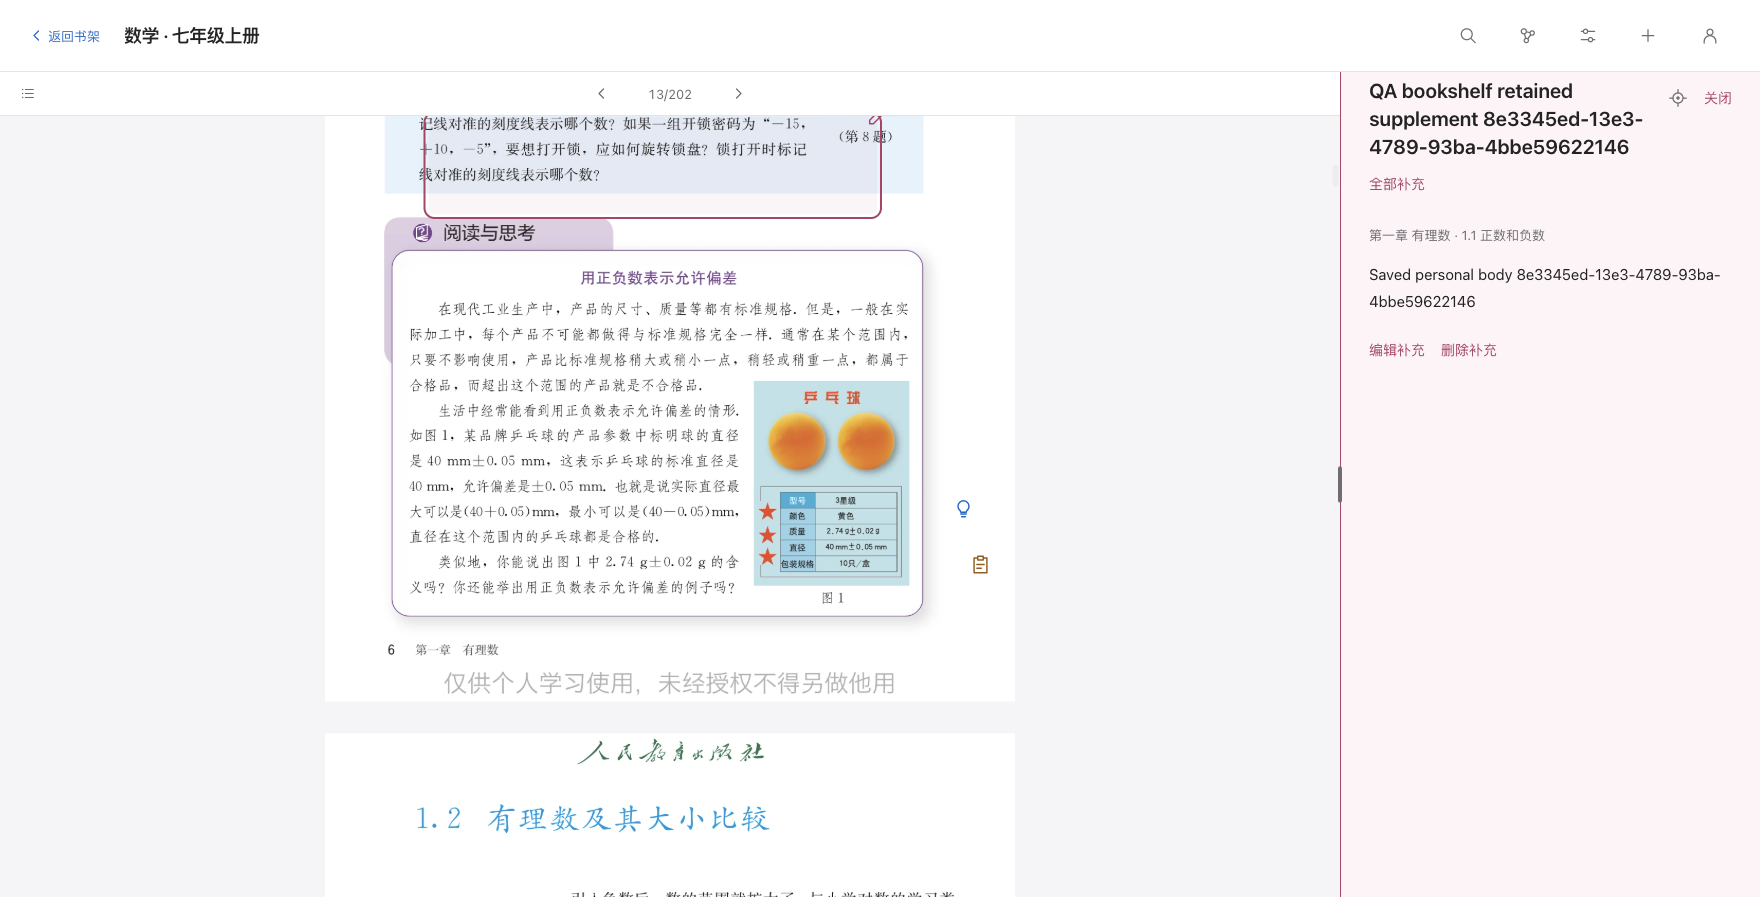 返回书架
数学 · 七年级上册
13/202
记线对准的刻度线表示哪个数？如果一组开锁密码为“－15，
＋10，－5”，要想打开锁，应如何旋转锁盘？锁打开时标记
线对准的刻度线表示哪个数？
（第 8 题）
阅读与思考
用正负数表示允许偏差
在现代工业生产中，产品的尺寸、质量等都有标准规格．但是，一般在实
际加工中，每个产品不可能都做得与标准规格完全一样．通常在某个范围内，
只要不影响使用，产品比标准规格稍大或稍小一点，稍轻或稍重一点，都属于
合格品，而超出这个范围的产品就是不合格品．
生活中经常能看到用正负数表示允许偏差的情形．
如图 1，某品牌乒乓球的产品参数中标明球的直径
是 40 mm±0.05 mm，这表示乒乓球的标准直径是
40 mm，允许偏差是±0.05 mm．也就是说实际直径最
大可以是(40＋0.05)mm，最小可以是(40－0.05)mm，
直径在这个范围内的乒乓球都是合格的．
类似地，你能说出图 1 中 2.74 g±0.02 g 的含
义吗？你还能举出用正负数表示允许偏差的例子吗？
乒乓球
型号 3星级
颜色 黄色
质量 2.74 g±0.02 g
直径 40 mm±0.05 mm
包装规格 10只／盒
图 1
6 第一章 有理数
仅供个人学习使用，未经授权不得另做他用
人民教育出版社
1.2 有理数及其大小比较
引入负数后，数的范围就扩大了．与小学对数的学习类
QA bookshelf retained
supplement 8e3345ed-13e3-
4789-93ba-4bbe59622146
关闭
全部补充
第一章 有理数 · 1.1 正数和负数
Saved personal body 8e3345ed-13e3-4789-93ba-
4bbe59622146
编辑补充 删除补充